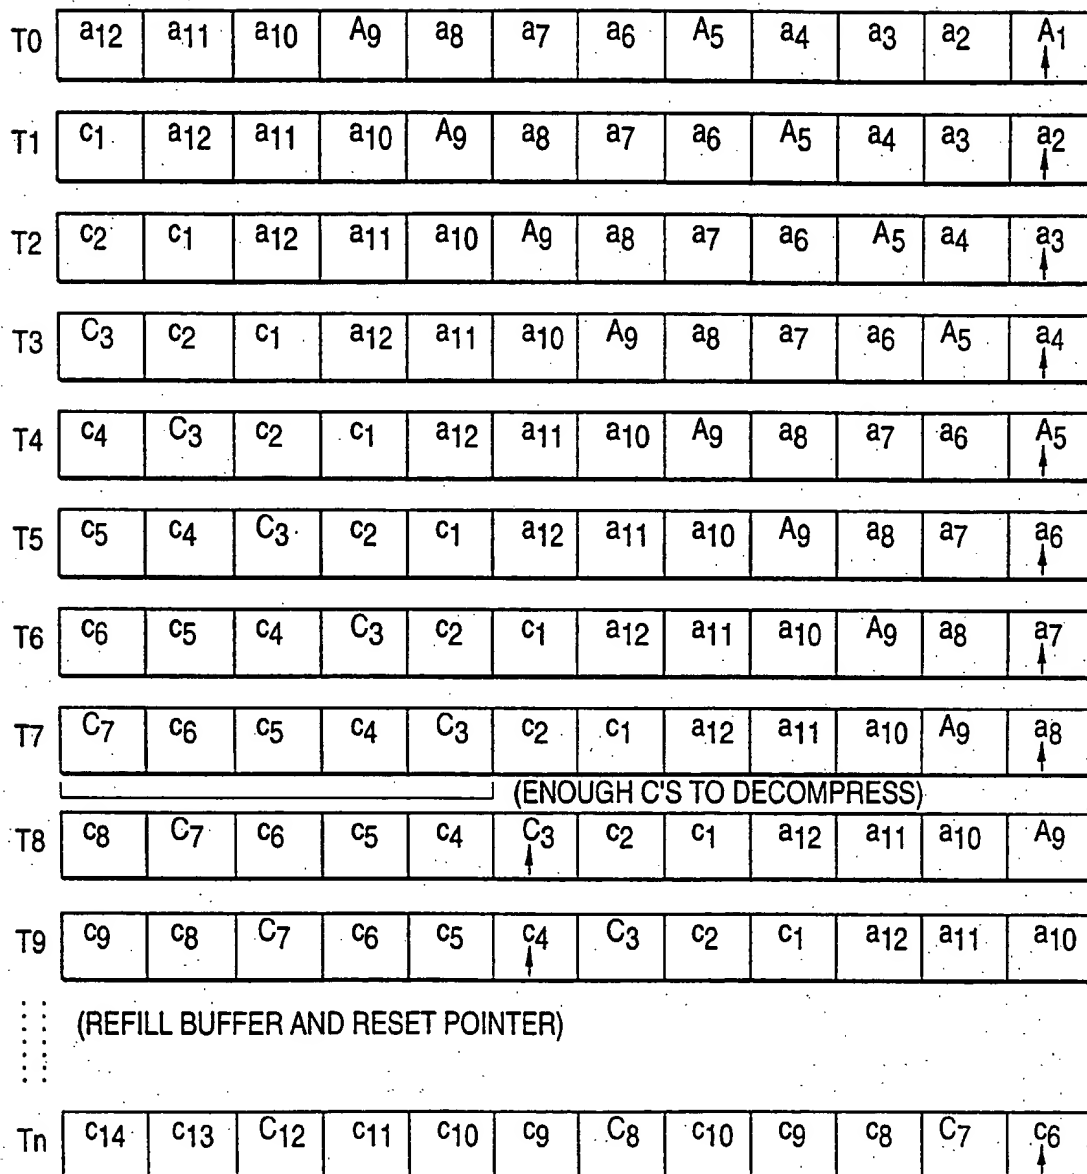 T0 a12 a11 a10 A9 a8 a7 a6 A5 a4 a3 a2 A1
T1 c1 a12 a11 a10 A9 a8 a7 a6 A5 a4 a3 a2
T2 c2 c1 a12 a11 a10 A9 a8 a7 a6 A5 a4 a3
T3 C3 c2 c1 a12 a11 a10 A9 a8 a7 a6 A5 a4
T4 c4 C3 c2 c1 a12 a11 a10 A9 a8 a7 a6 A5
T5 c5 c4 C3 c2 c1 a12 a11 a10 A9 a8 a7 a6
T6 c6 c5 c4 C3 c2 c1 a12 a11 a10 A9 a8 a7
T7 C7 c6 c5 c4 C3 c2 c1 a12 a11 a10 A9 a8
(ENOUGH C'S TO DECOMPRESS)
T8 c8 C7 c6 c5 c4 C3 c2 c1 a12 a11 a10 A9
T9 c9 c8 C7 c6 c5 c4 C3 c2 c1 a12 a11 a10
(REFILL BUFFER AND RESET POINTER)
Tn c14 c13 C12 c11 c10 c9 C8 c10 c9 c8 C7 c6